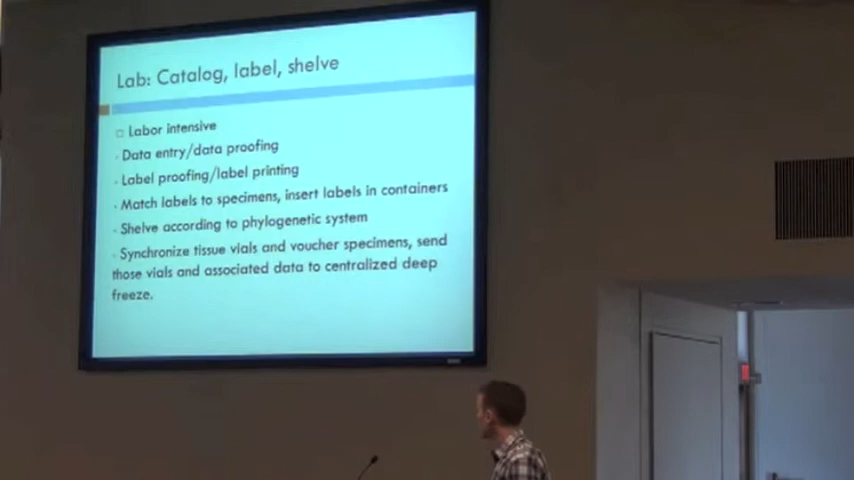 Lab: Catalog, label, shelve
Labor intensive
Data entry/data proofing
Label proofing/label printing
Match labels to specimens, insert labels in containers
Shelve according to phylogenetic system
Synchronize tissue vials and voucher specimens, send
those vials and associated data to centralized deep
freeze.